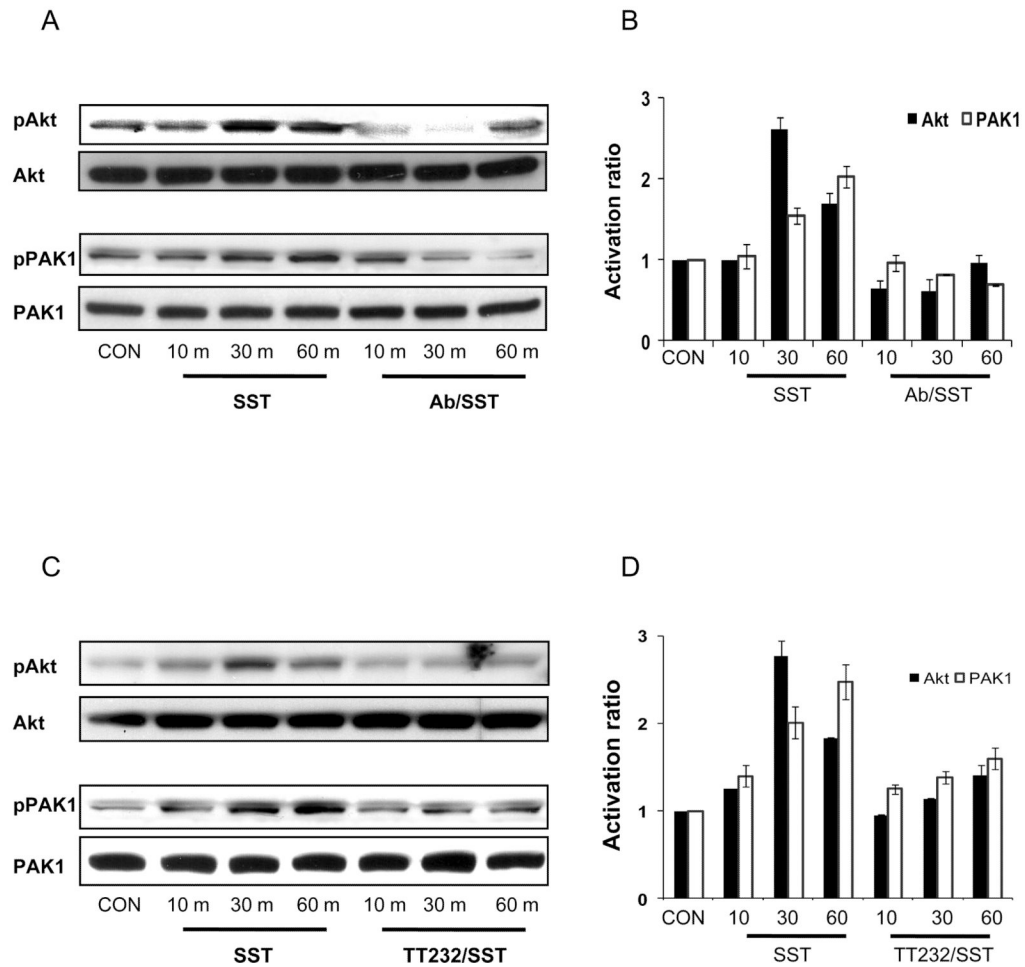 A
pAkt
Akt
pPAK1
PAK1
CON 10 m 30 m 60 m 10 m 30 m 60 m
SST Ab/SST
B
3
2
1
0
Activation ratio
Akt PAK1
CON 10 30 60 10 30 60
SST Ab/SST
C
pAkt
Akt
pPAK1
PAK1
CON 10 m 30 m 60 m 10 m 30 m 60 m
SST TT232/SST
D
3
2
1
0
Activation ratio
Akt PAK1
CON 10 30 60 10 30 60
SST TT232/SST